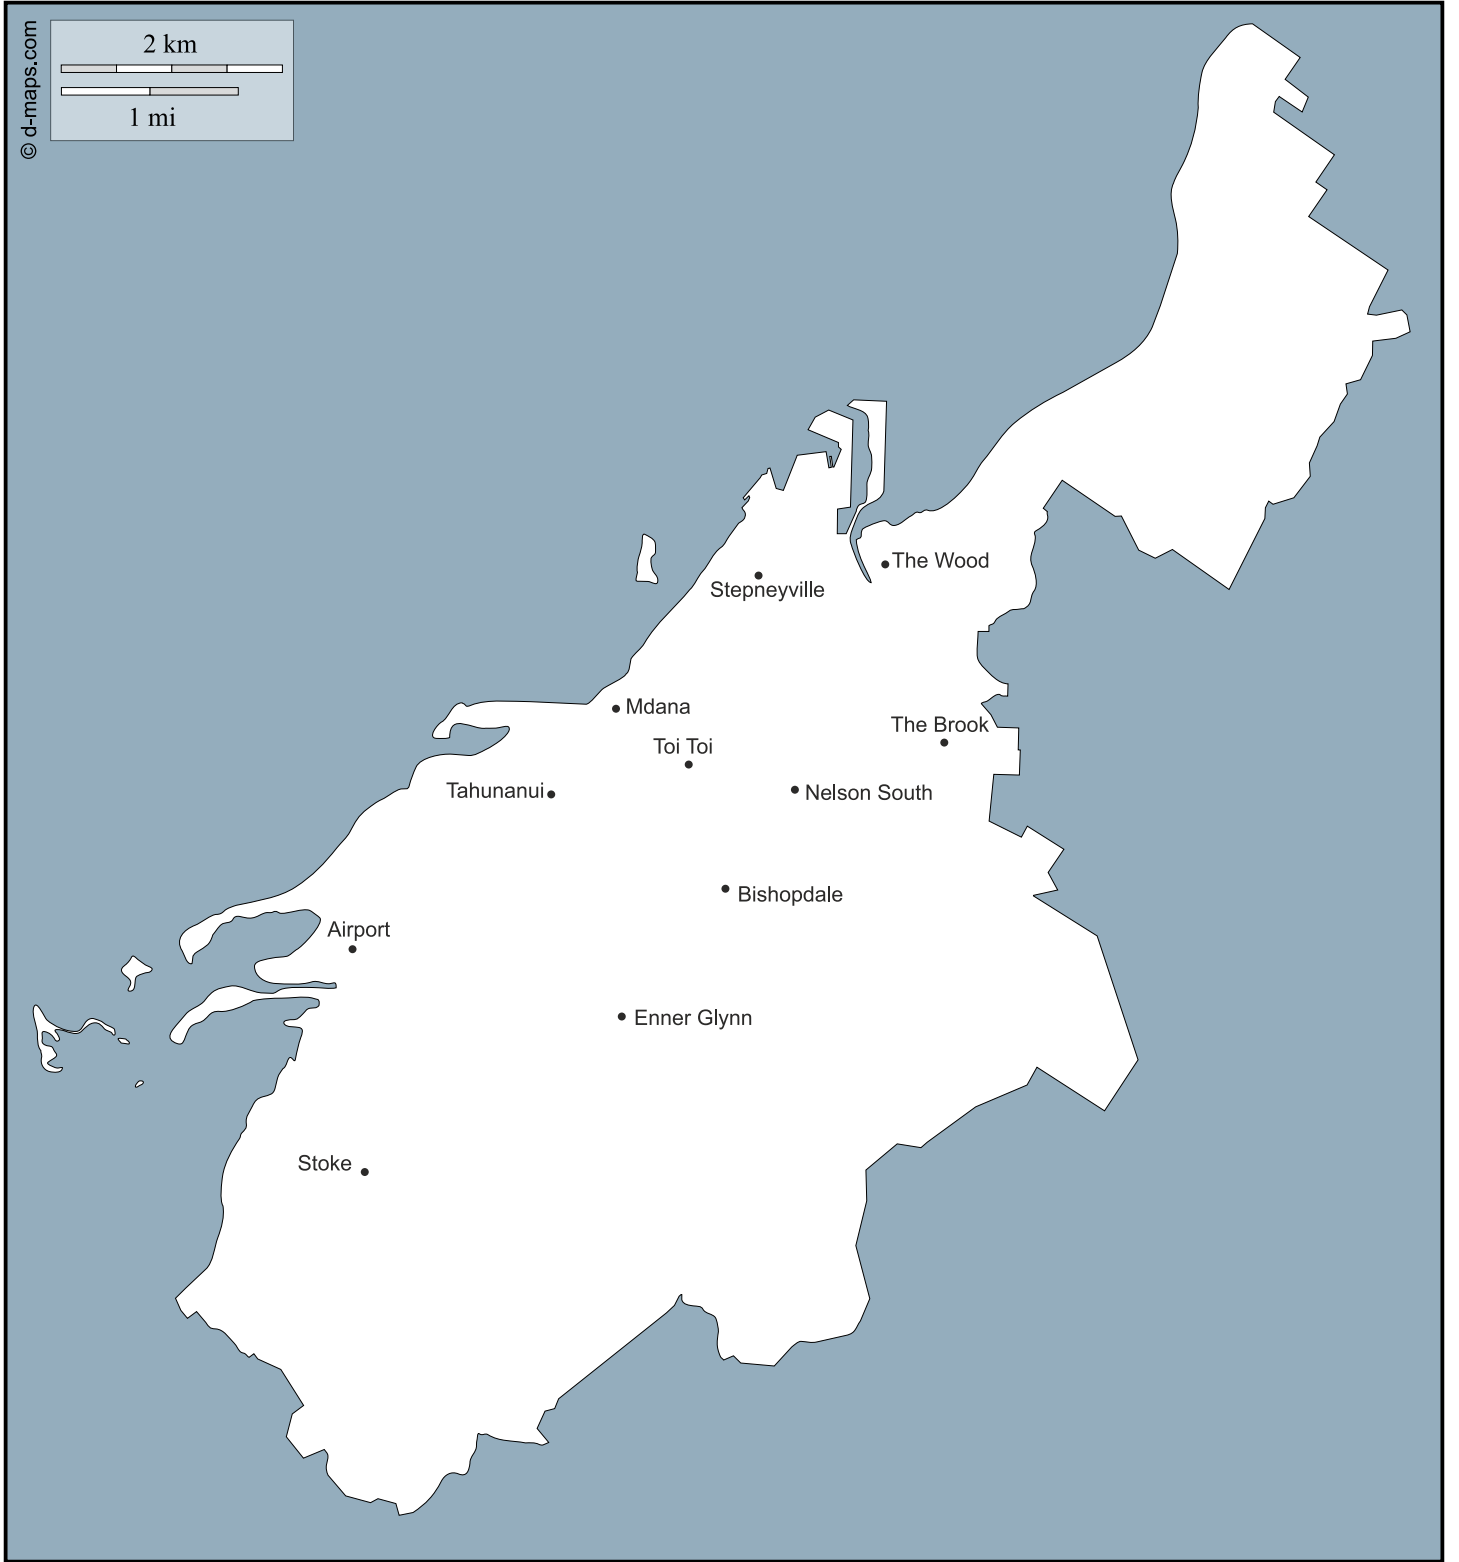 © d-maps.com
2 km
1 mi
The Wood
Stepneyville
Mdana
The Brook
Toi Toi
Tahunanui
Nelson South
Bishopdale
Airport
Enner Glynn
Stoke